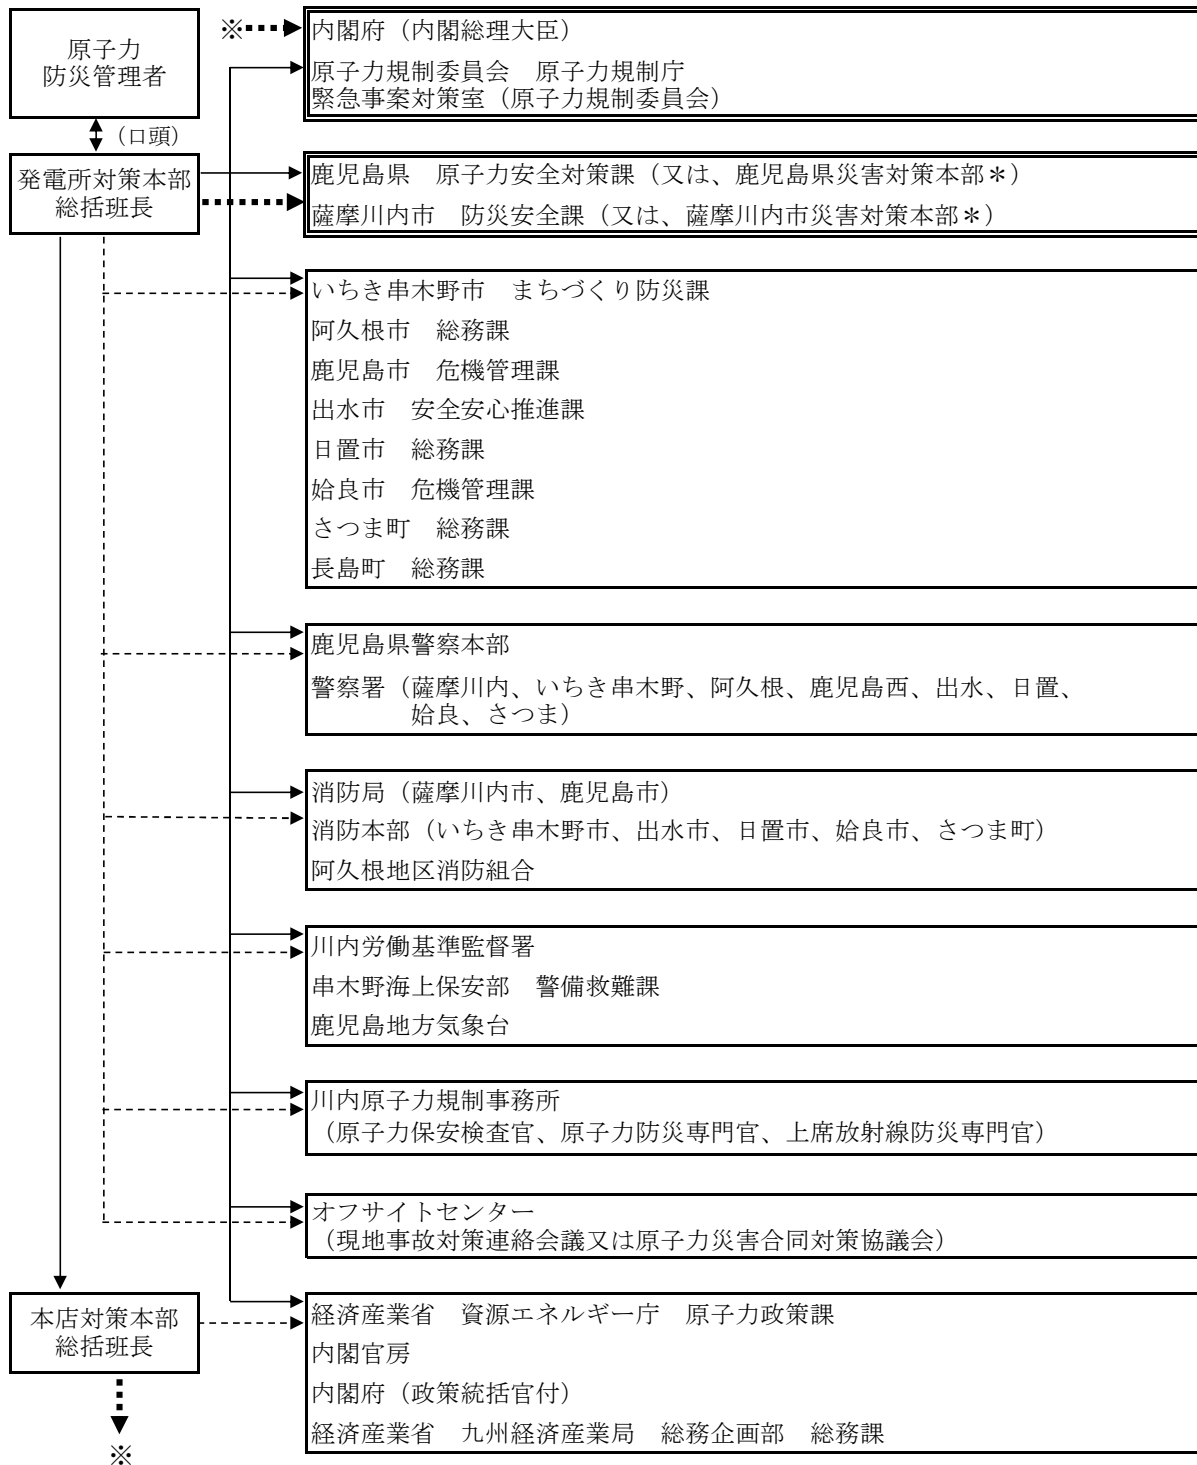 原子力
防災管理者
(口頭)
発電所対策本部
総括班長
※
内閣府（内閣総理大臣）
原子力規制委員会　原子力規制庁
緊急事案対策室（原子力規制委員会）
鹿児島県　原子力安全対策課（又は、鹿児島県災害対策本部＊）
薩摩川内市　防災安全課（又は、薩摩川内市災害対策本部＊）
いちき串木野市　まちづくり防災課
阿久根市　総務課
鹿児島市　危機管理課
出水市　安全安心推進課
日置市　総務課
姶良市　危機管理課
さつま町　総務課
長島町　総務課
鹿児島県警察本部
警察署（薩摩川内、いちき串木野、阿久根、鹿児島西、出水、日置、
姶良、さつま）
消防局（薩摩川内市、鹿児島市）
消防本部（いちき串木野市、出水市、日置市、姶良市、さつま町）
阿久根地区消防組合
川内労働基準監督署
串木野海上保安部　警備救難課
鹿児島地方気象台
川内原子力規制事務所
（原子力保安検査官、原子力防災専門官、上席放射線防災専門官）
オフサイトセンター
（現地事故対策連絡会議又は原子力災害合同対策協議会）
本店対策本部
総括班長
※
経済産業省　資源エネルギー庁　原子力政策課
内閣官房
内閣府（政策統括官付）
経済産業省　九州経済産業局　総務企画部　総務課